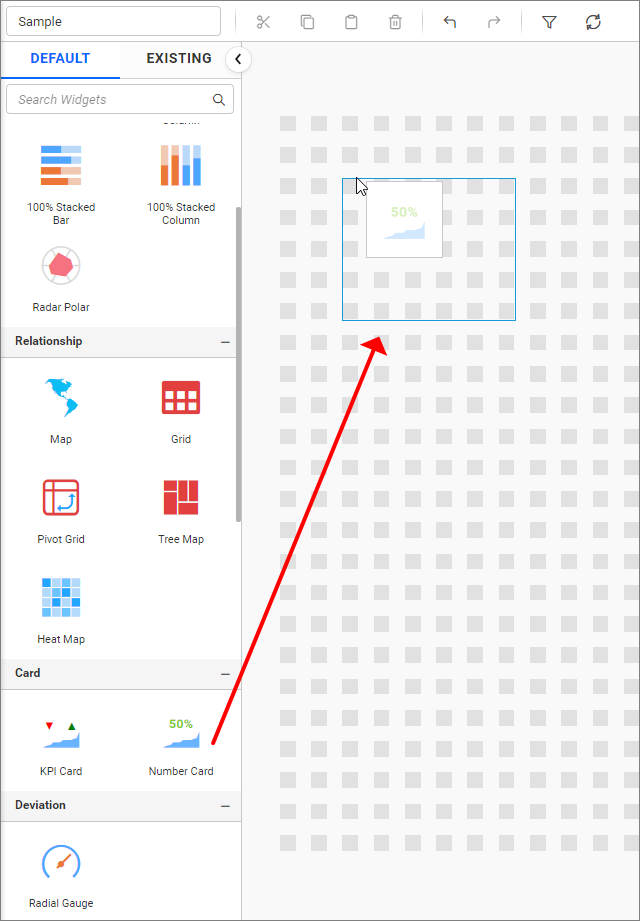 Sample
DEFAULT
EXISTING
Search Widgets
100% Stacked
Bar
100% Stacked
Column
Radar Polar
Relationship
Map
Grid
Pivot Grid
Tree Map
Heat Map
Card
50%
KPI Card
Number Card
Deviation
Radial Gauge
50%